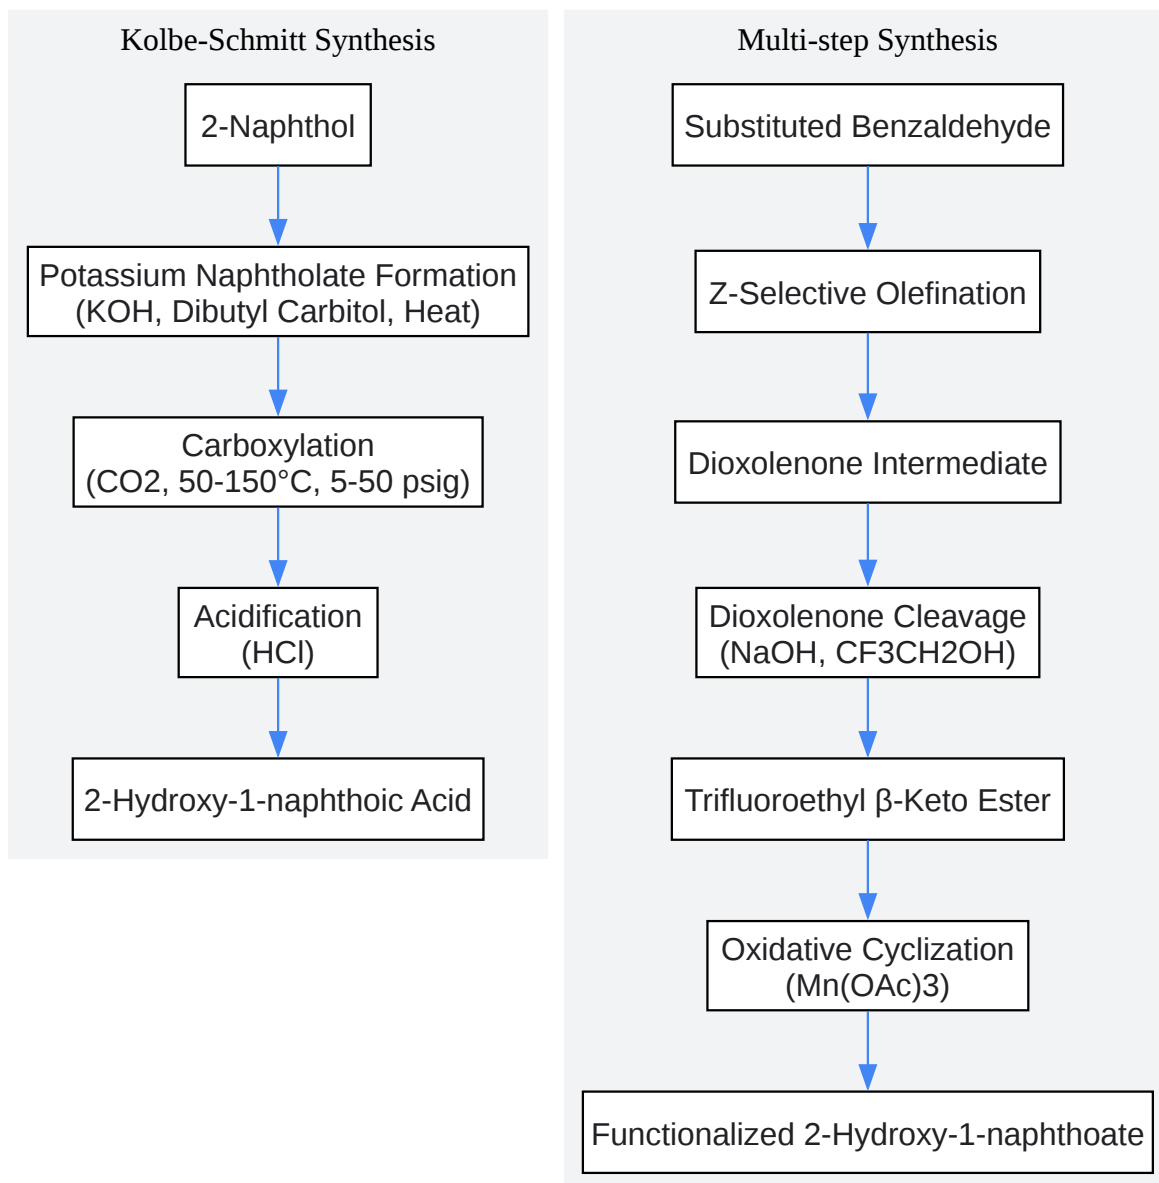 Kolbe-Schmitt Synthesis
2-Naphthol
Potassium Naphtholate Formation
(KOH, Dibutyl Carbitol, Heat)
Carboxylation
(CO2, 50-150°C, 5-50 psig)
Acidification
(HCl)
2-Hydroxy-1-naphthoic Acid
Multi-step Synthesis
Substituted Benzaldehyde
Z-Selective Olefination
Dioxolenone Intermediate
Dioxolenone Cleavage
(NaOH, CF3CH2OH)
Trifluoroethyl β-Keto Ester
Oxidative Cyclization
(Mn(OAc)3)
Functionalized 2-Hydroxy-1-naphthoate